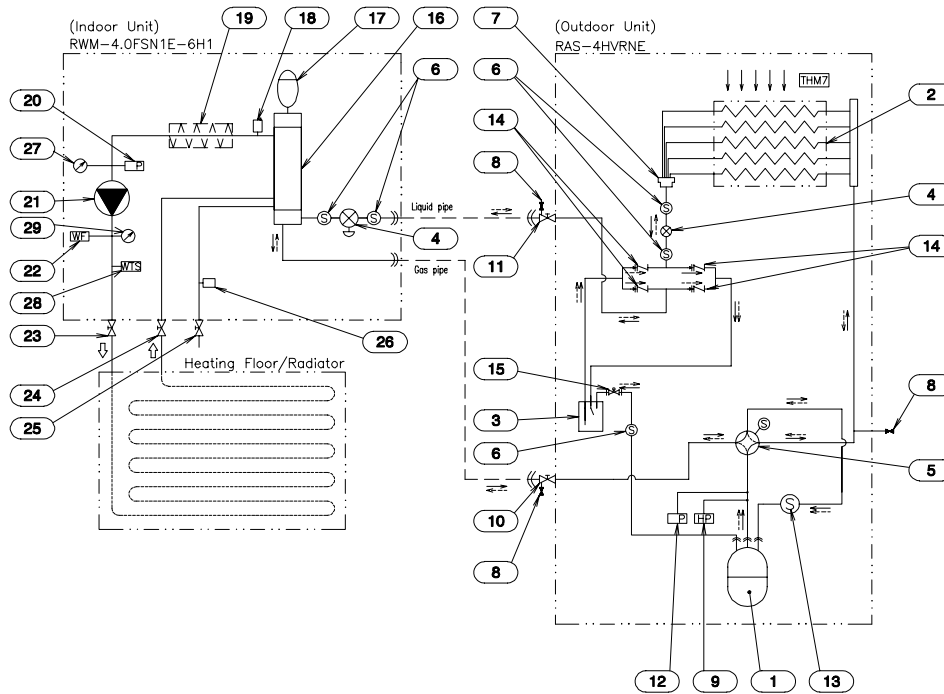 (Indoor Unit)
RWM-4.0FSN1E-6H1
19
18
17
16
6
20
P
27
21
29
WF
22
WTS
28
23
24
25
26
4
Liquid pipe
Gas pipe
Heating Floor/Radiator
(Outdoor Unit)
RAS-4HVRNE
7
6
14
8
11
THM7
2
4
14
15
3
6
8
5
10
8
P
HP
12
9
1
13
S
S
S
S
S
S
S